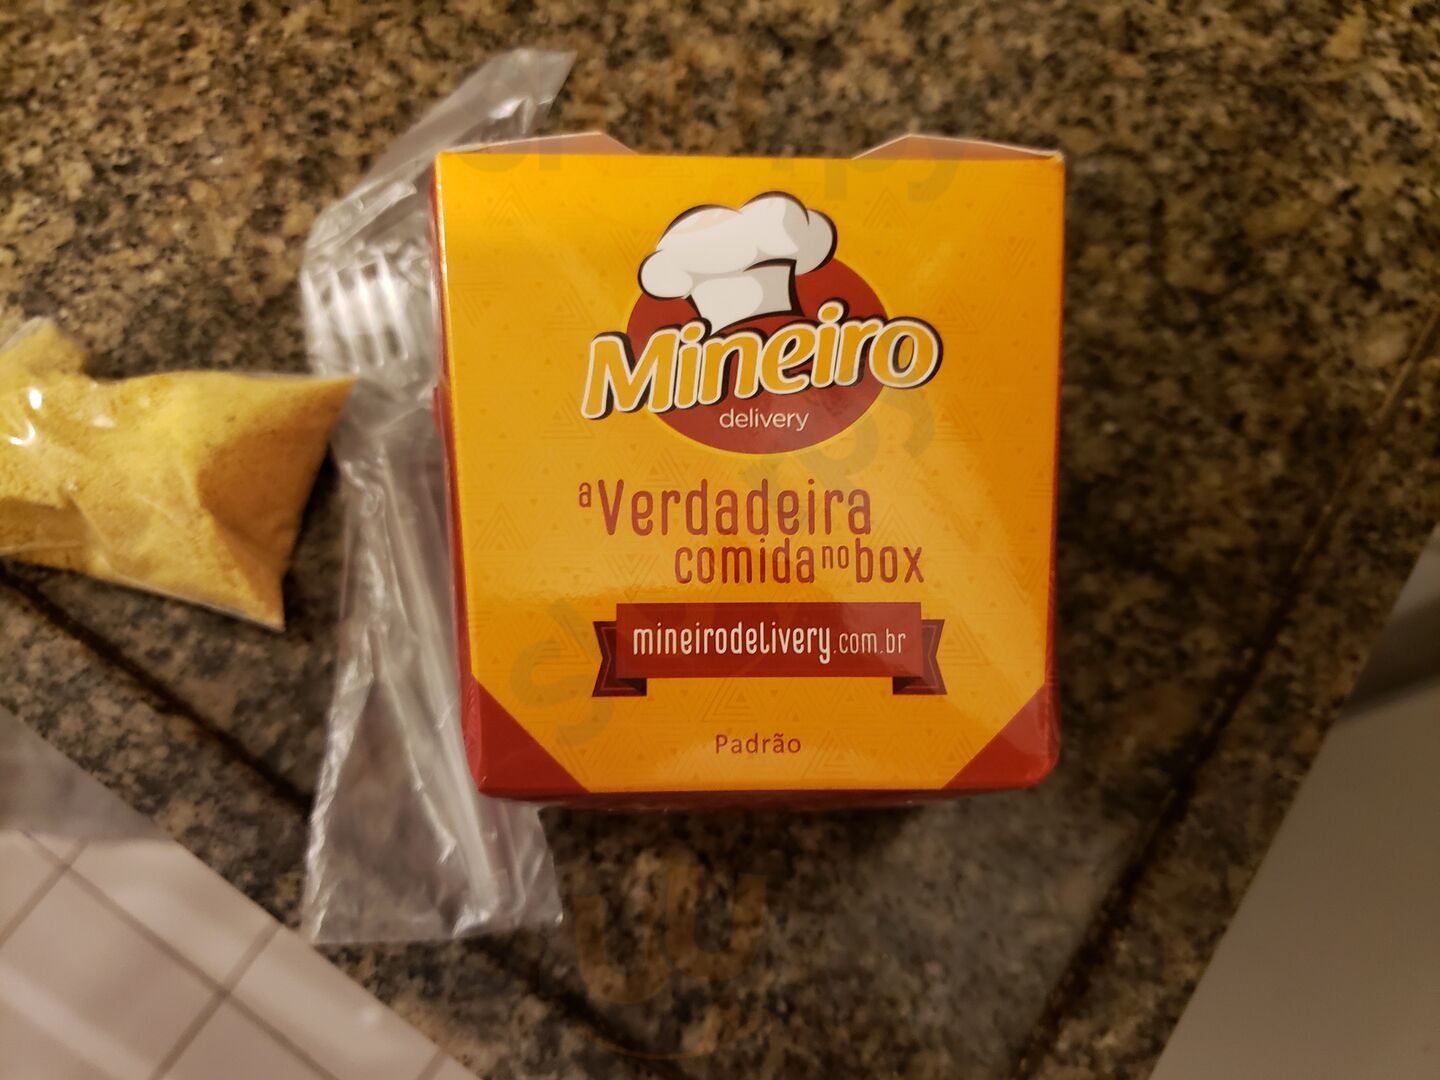 Mineiro
delivery
a Verdadeira
comida no box
mineirodelivery.com.br
Padrão